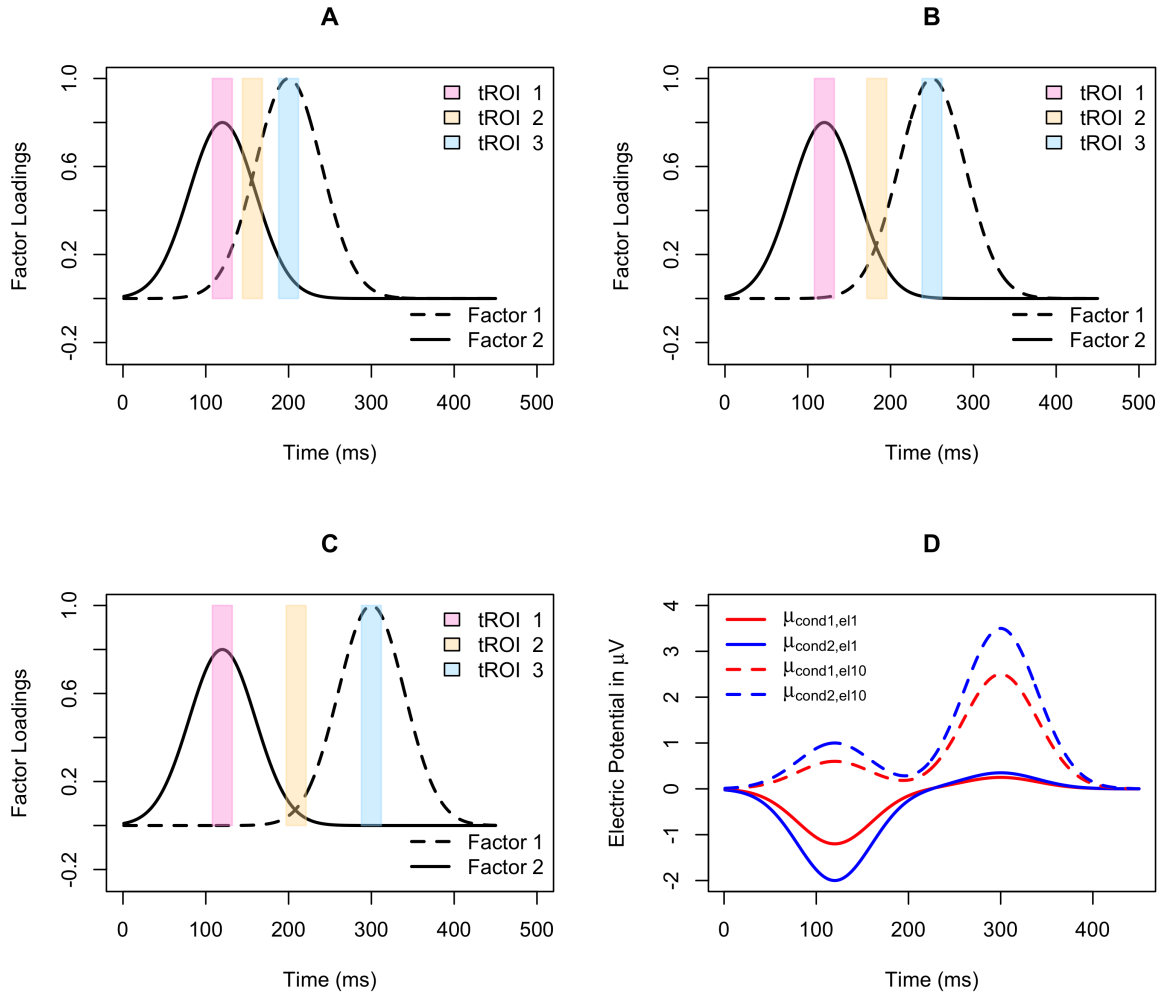 A
Factor Loadings
1.0
0.6
0.2
-0.2
tROI 1
tROI 2
tROI 3
Factor 1
Factor 2
0 100 200 300 400 500
Time (ms)
B
Factor Loadings
1.0
0.6
0.2
-0.2
tROI 1
tROI 2
tROI 3
Factor 1
Factor 2
0 100 200 300 400 500
Time (ms)
C
Factor Loadings
1.0
0.6
0.2
-0.2
tROI 1
tROI 2
tROI 3
Factor 1
Factor 2
0 100 200 300 400 500
Time (ms)
D
Electric Potential in μV
4
3
2
1
0
-1
-2
μcond1,el1
μcond2,el1
μcond1,el10
μcond2,el10
0 100 200 300 400
Time (ms)